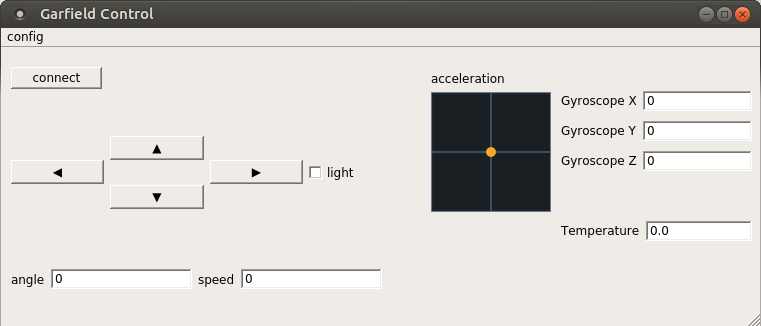 Garfield Control
config
connect
▲
◀
▶
light
▼
angle 0
speed 0
acceleration
Gyroscope X 0
Gyroscope Y 0
Gyroscope Z 0
Temperature 0.0